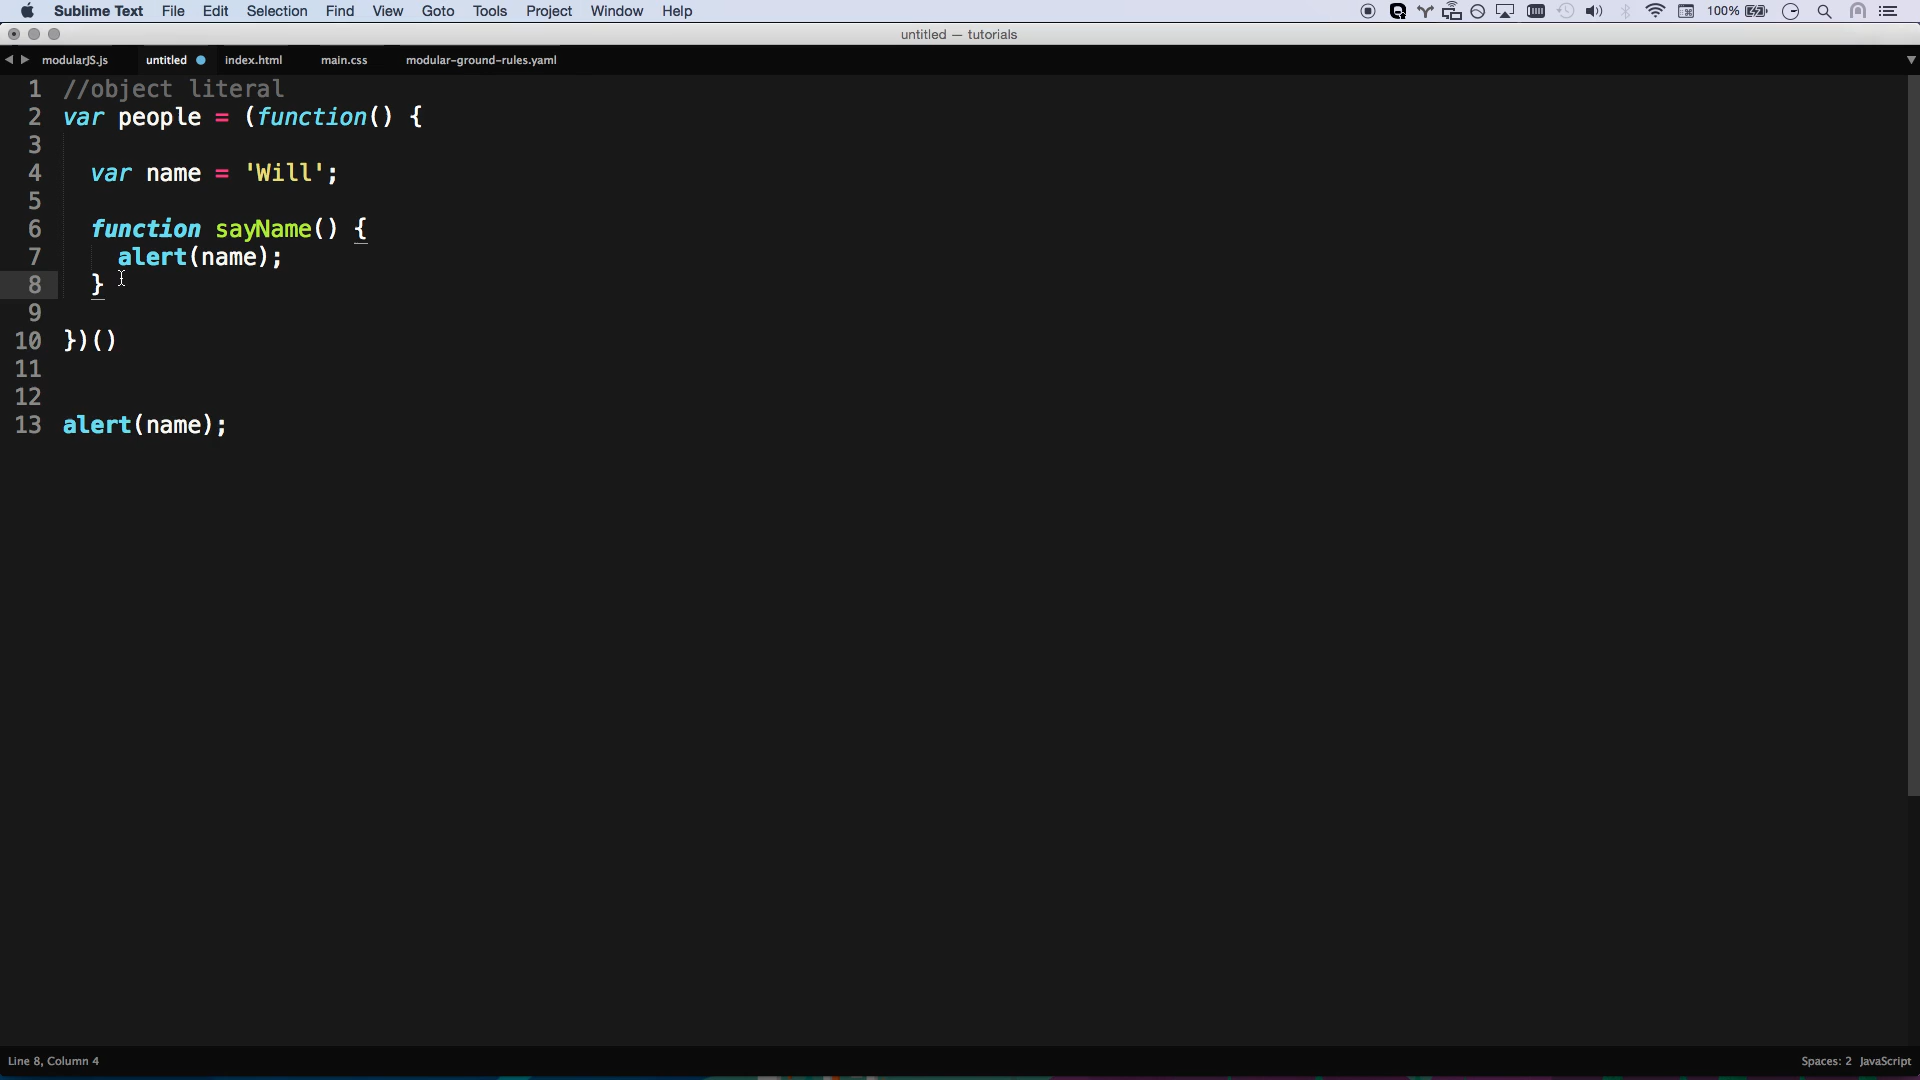 Sublime Text File Edit Selection Find View Goto Tools Project Window Help 100%
untitled — tutorials
modularJS.js untitled index.html main.css modular-ground-rules.yaml
1 //object literal
2 var people = (function() {
3
4 var name = 'Will';
5
6 function sayName() {
7 alert(name);
8 }
9
10 })()
11
12
13 alert(name);
Line 8, Column 4 Spaces: 2 JavaScript